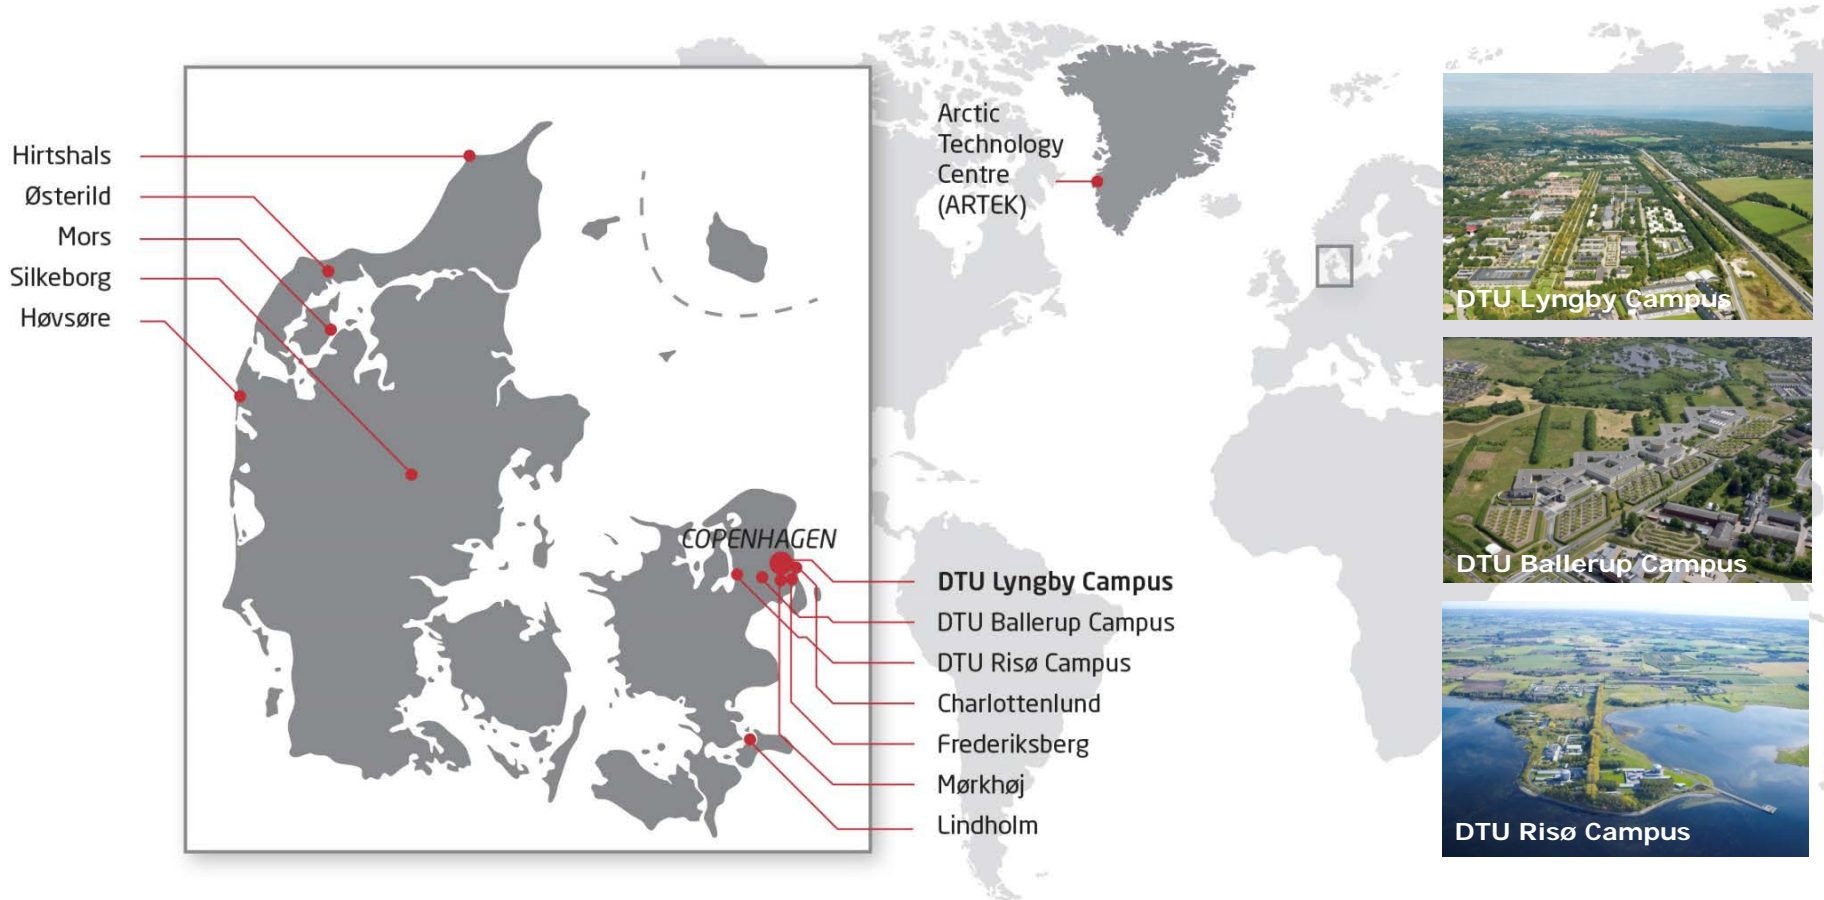 Hirtshals
Østerild
Mors
Silkeborg
Høvsøre
COPENHAGEN
Arctic
Technology
Centre
(ARTEK)
DTU Lyngby Campus
DTU Ballerup Campus
DTU Risø Campus
Charlottenlund
Frederiksberg
Mørkhøj
Lindholm
DTU Lyngby Campus
DTU Ballerup Campus
DTU Risø Campus